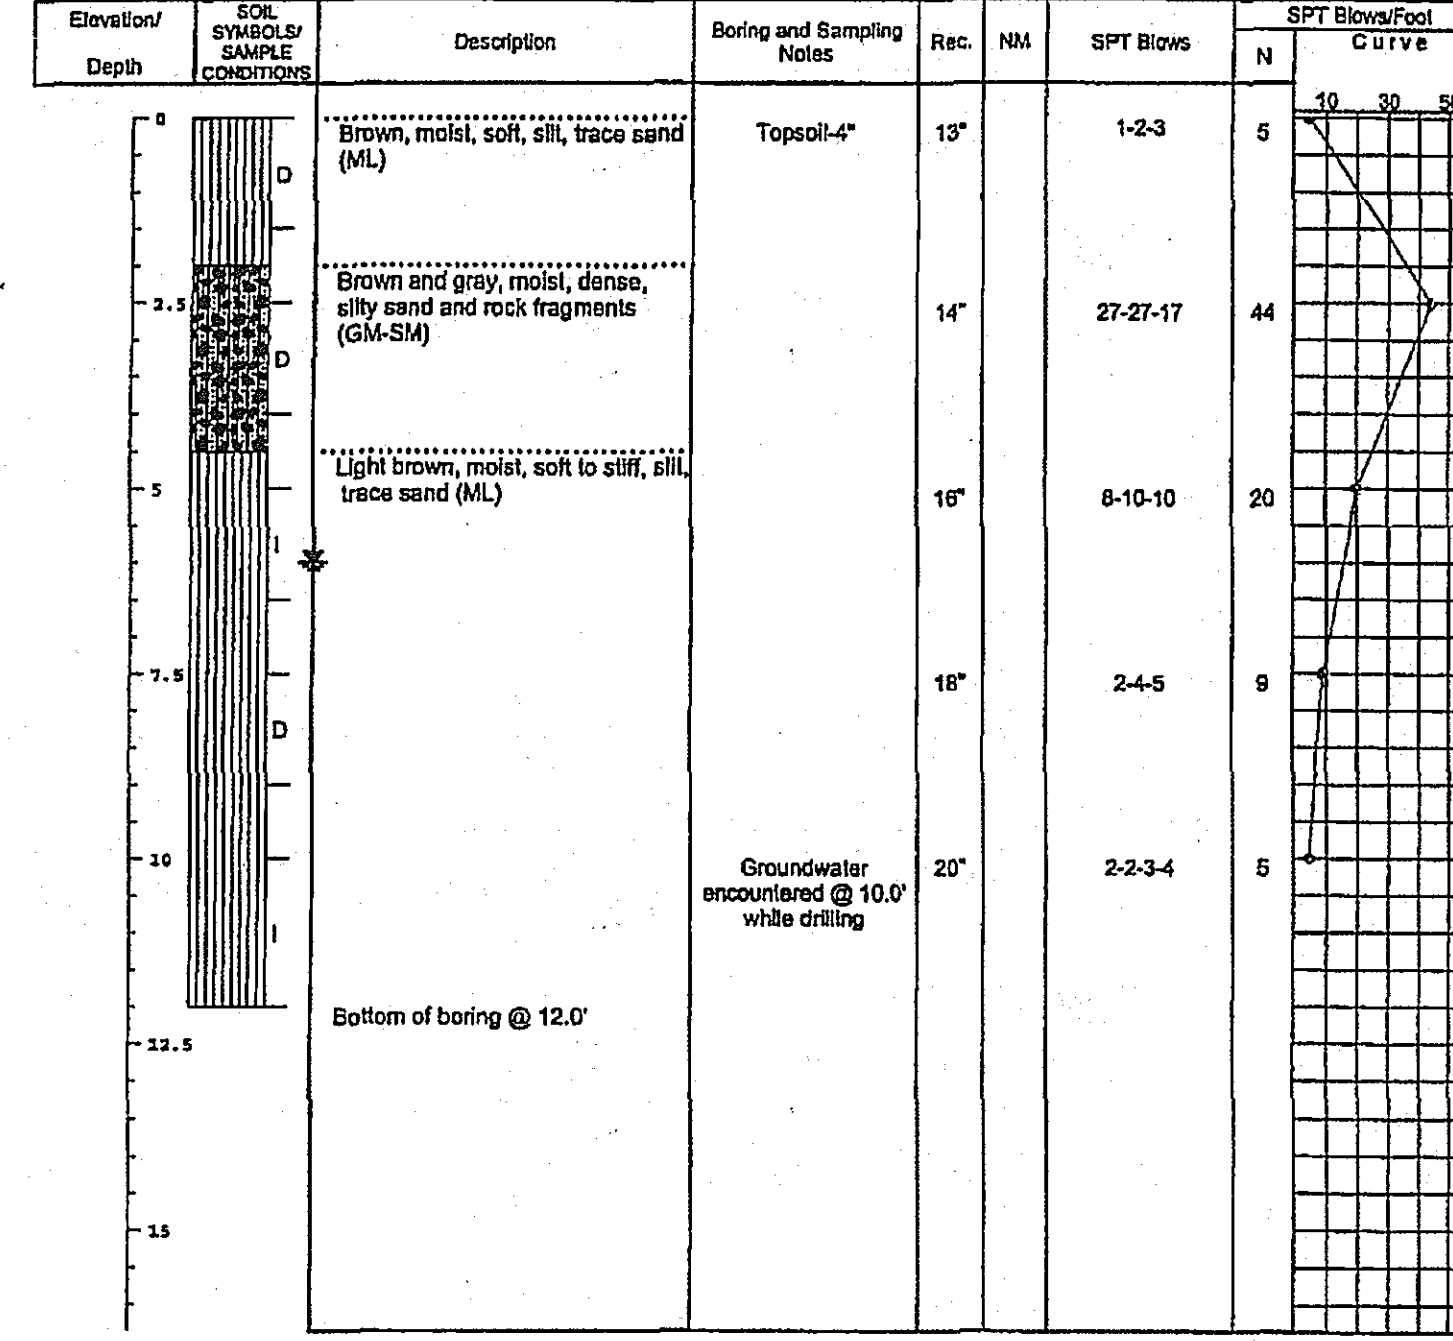 Elevation/
Depth
SOIL
SYMBOLS/
SAMPLE
CONDITIONS
Description
Boring and Sampling
Notes
Rec.
NM
SPT Blows
SPT Blows/Foot
N
Curve
10 30
0
Brown, moist, soft, silt, trace sand
(ML)
Topsoil-4"
13"
1-2-3
5
D
Brown and gray, moist, dense,
silty sand and rock fragments
(GM-SM)
2.5
14"
27-27-17
44
D
Light brown, moist, soft to stiff, silt,
trace sand (ML)
5
16"
8-10-10
20
I
7.5
18"
2-4-5
9
D
10
Groundwater
encountered @ 10.0'
while drilling
20"
2-2-3-4
5
I
Bottom of boring @ 12.0'
12.5
15